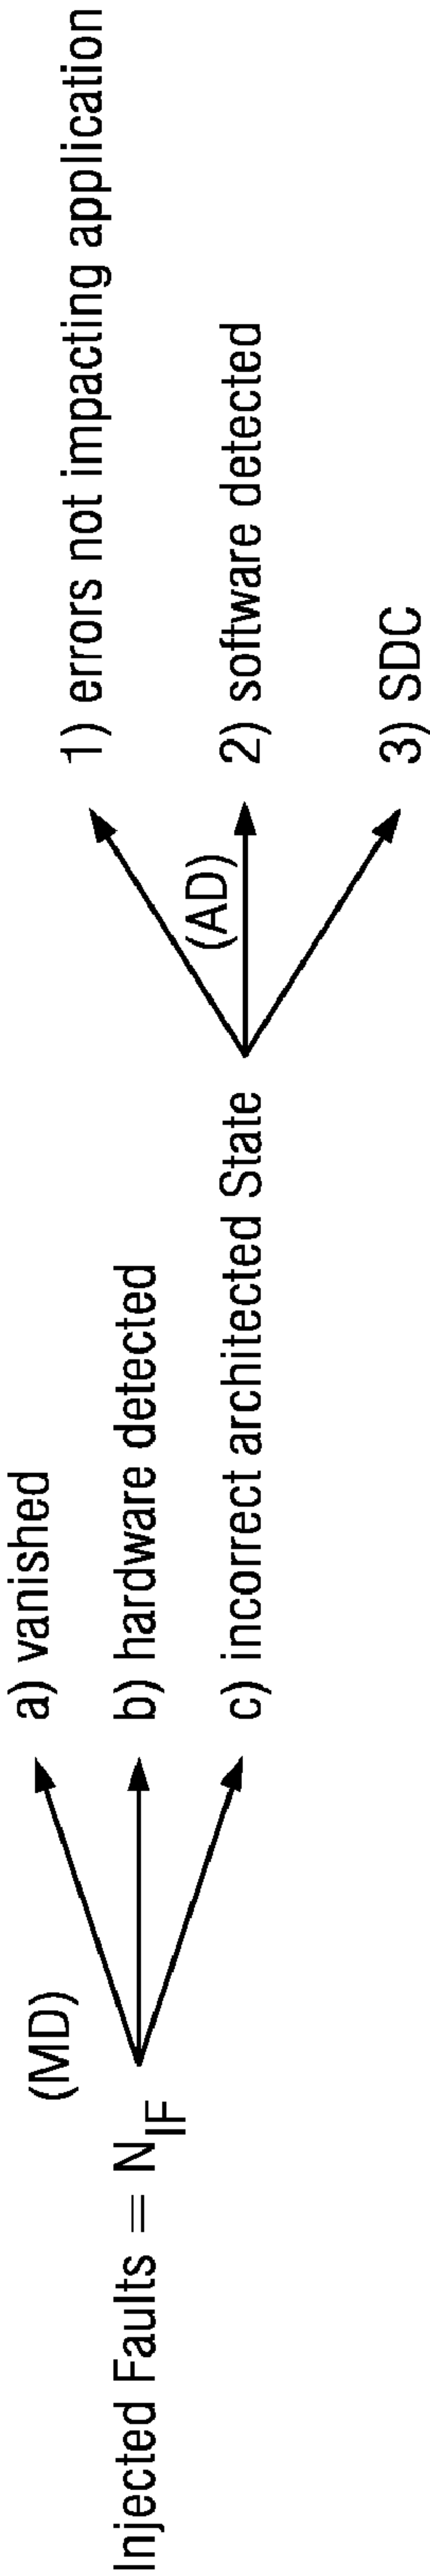 Injected Faults = N_IF
(MD)
a) vanished
b) hardware detected
c) incorrect architected State
(AD)
1) errors not impacting application
2) software detected
3) SDC